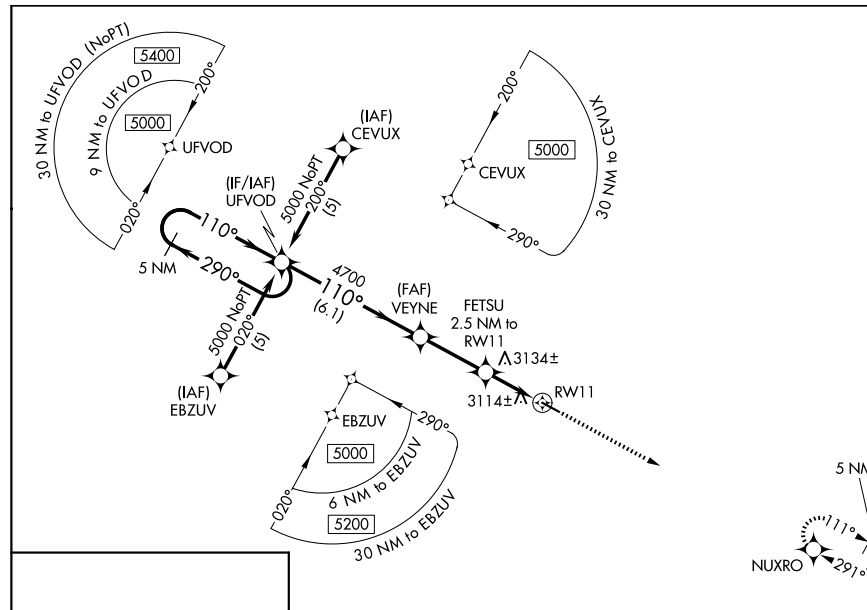 30 NM to UFVOD (NoPT)
5400
9 NM to UFVOD
200°
5000
UFVOD
020°
(IAF)
CEVUX
(IF/IAF)
UFVOD
5000 NoPT
200°
(5)
200°
5000
CEVUX
30 NM to CEVUX
290°
110°
5 NM
290°
4700
110°
(6.1)
(FAF)
VEYNE
FETSU
2.5 NM to
RW11
3134±
3114±
RW11
5000 NoPT
020°
(5)
(IAF)
EBZUV
EBZUV
290°
5000
6 NM to EBZUV
020°
5200
30 NM to EBZUV
5 NM
111°
291°
NUXRO